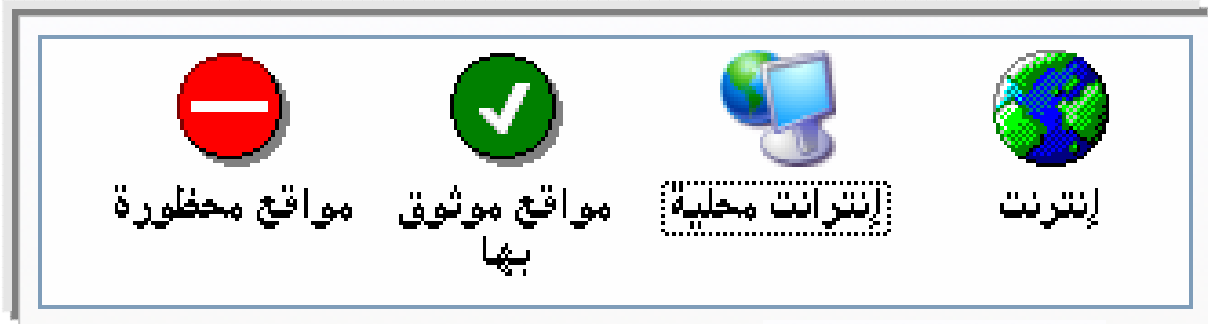 إنترنت
إنترانت محلية
مواقع موثوق
بها
مواقع محظورة